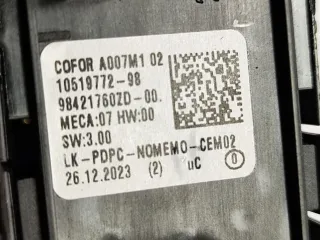 COFOR A007M1 02
10519772-98
98421760ZD-00.
MECA:07 HW:00
SW:3.00
LK-PDPC-NOMEMO-CEM02
26.12.2023 (2) uC 0